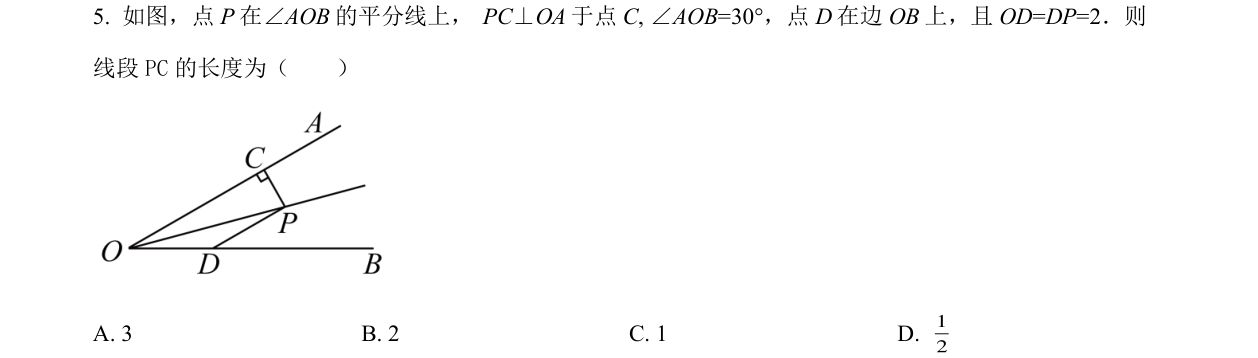 5. 如图，点 P 在∠AOB 的平分线上， PC⊥OA 于点 C, ∠AOB=30°，点 D 在边 OB 上，且 OD=DP=2．则
线段 PC 的长度为（　　）
A
C
P
O
D
B
A. 3 B. 2 C. 1 D. 1/2